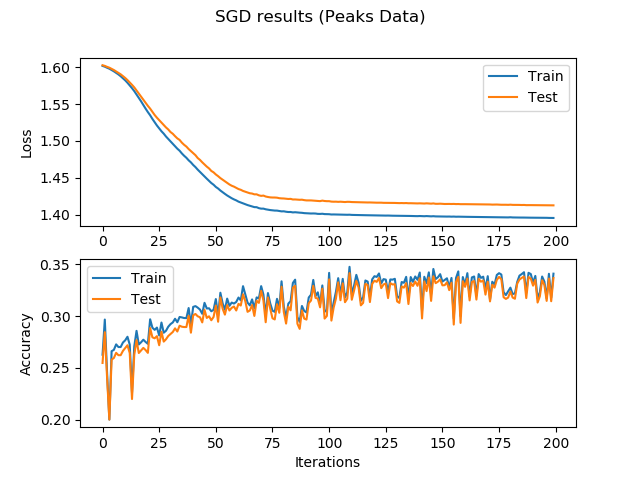 SGD results (Peaks Data)
1.60
1.55
1.50
1.45
1.40
Loss
Train
Test
0 25 50 75 100 125 150 175 200
0.35
0.30
0.25
0.20
Accuracy
Train
Test
0 25 50 75 100 125 150 175 200
Iterations